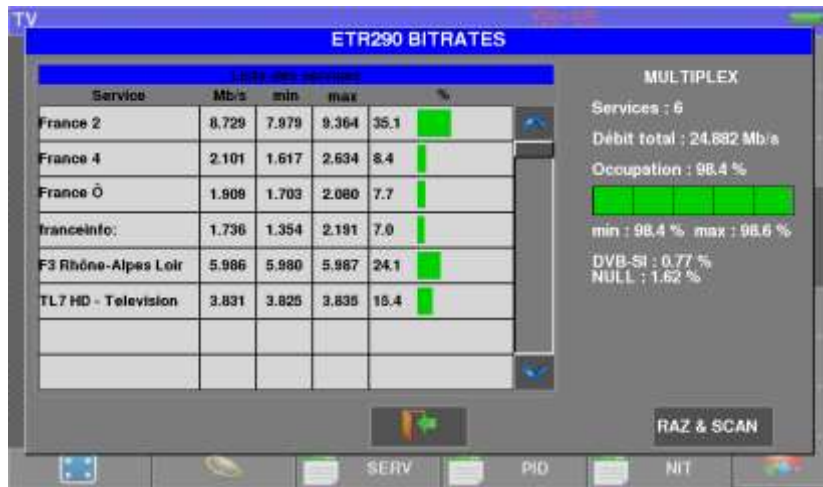 TV
ETR290 BITRATES
Liste des services
Service Mb/s min max %
France 2 8.729 7.979 9.364 35.1
France 4 2.101 1.617 2.634 8.4
France Ô 1.909 1.703 2.080 7.7
franceinfo: 1.736 1.354 2.191 7.0
F3 Rhône-Alpes Loir 5.986 5.980 5.987 24.1
TL7 HD - Television 3.831 3.825 3.835 15.4
MULTIPLEX
Services : 6
Débit total : 24.882 Mb/s
Occupation : 98.4 %
min : 98.4 % max : 98.6 %
DVB-SI : 0.77 %
NULL : 1.62 %
RAZ & SCAN
SERV PID NIT